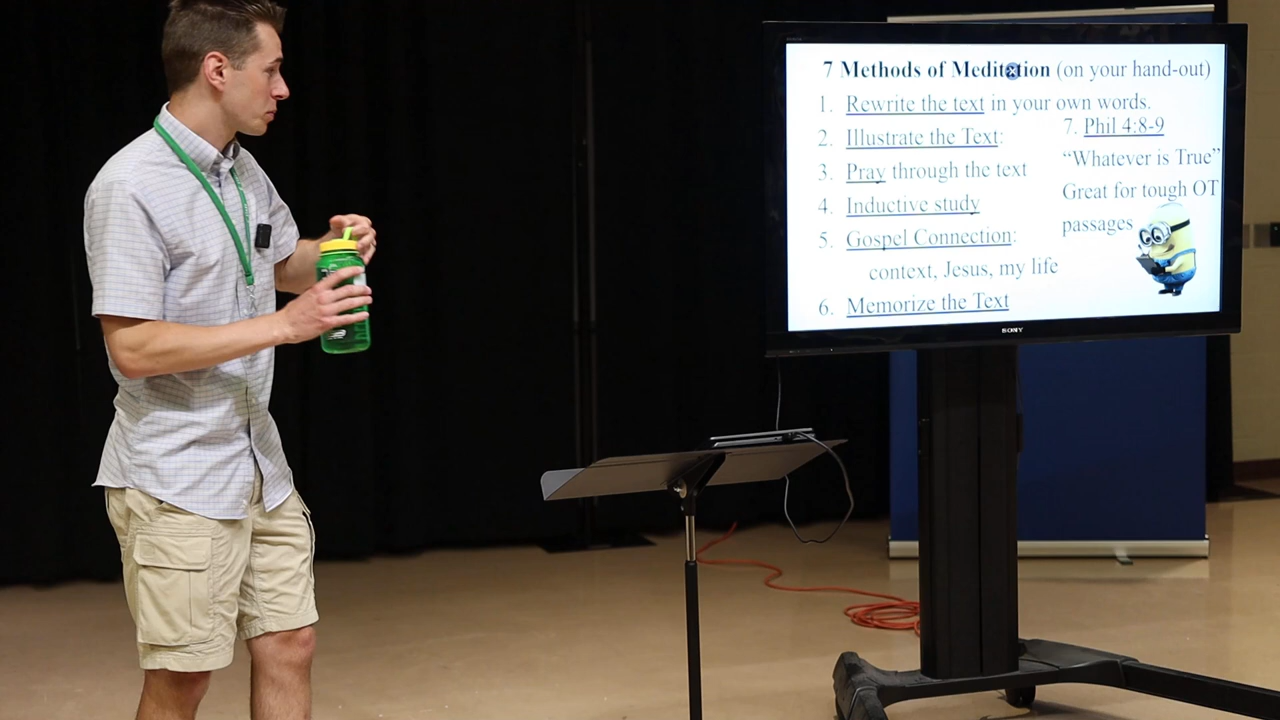 7 Methods of Meditation (on your hand-out)
1. Rewrite the text in your own words.
2. Illustrate the Text:
3. Pray through the text
4. Inductive study
5. Gospel Connection:
context, Jesus, my life
6. Memorize the Text
7. Phil 4:8-9
“Whatever is True”
Great for tough OT
passages
SONY